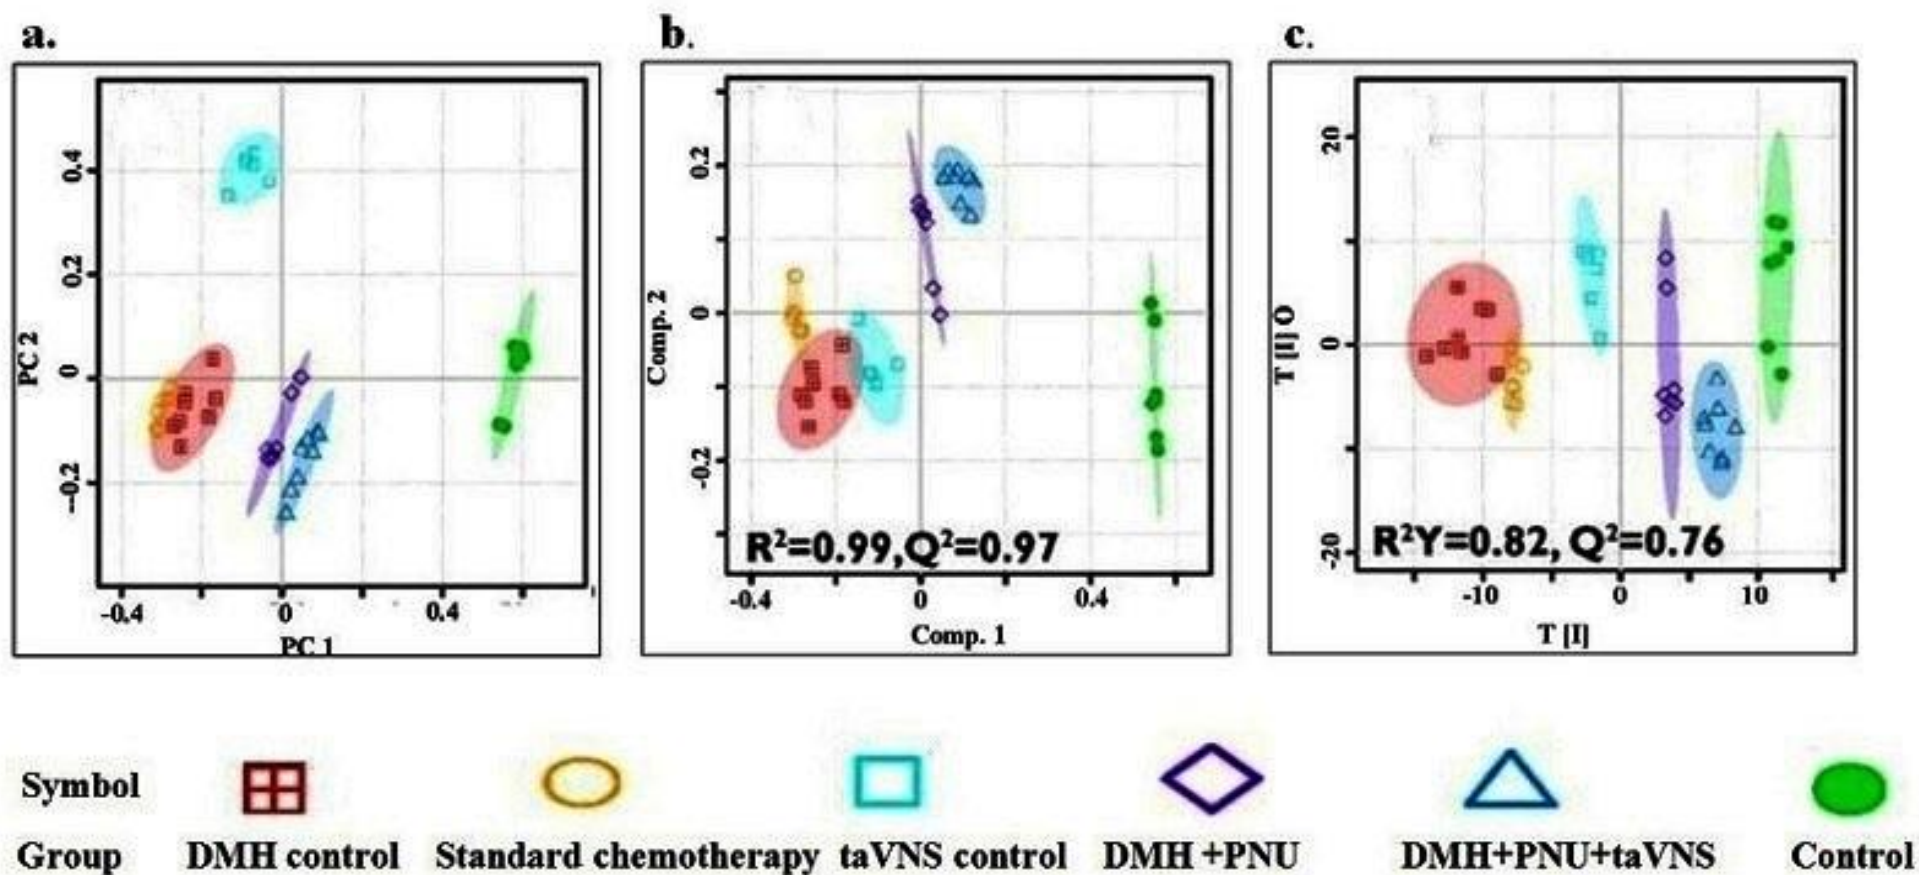 a.
PC 2
0.4
0.2
0
-0.2
-0.4 0 0.4
PC 1
b.
Comp. 2
0.2
0
-0.2
R²=0.99,Q²=0.97
-0.4 0 0.4
Comp. 1
c.
T [I] O
20
0
-20
R²Y=0.82, Q²=0.76
-10 0 10
T [I]
Symbol
Group DMH control Standard chemotherapy taVNS control DMH +PNU DMH+PNU+taVNS Control